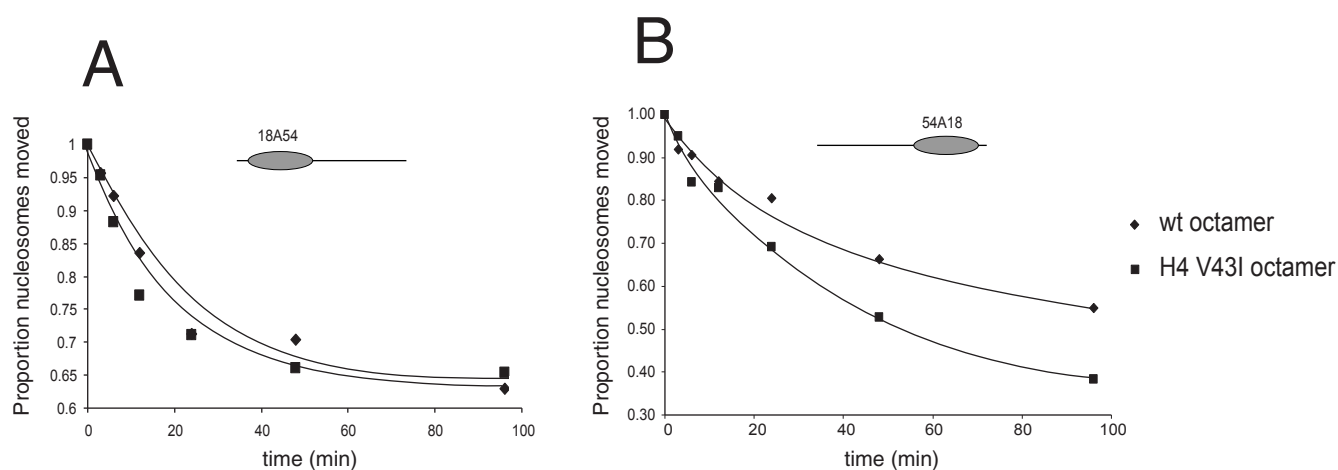 A
18A54
1
0.95
0.9
0.85
0.8
0.75
0.7
0.65
0.6
0 20 40 60 80 100
time (min)
Proportion nucleosomes moved
B
54A18
1.00
0.90
0.80
0.70
0.60
0.50
0.40
0.30
0 20 40 60 80 100
time (min)
Proportion nucleosomes moved
wt octamer
H4 V43I octamer